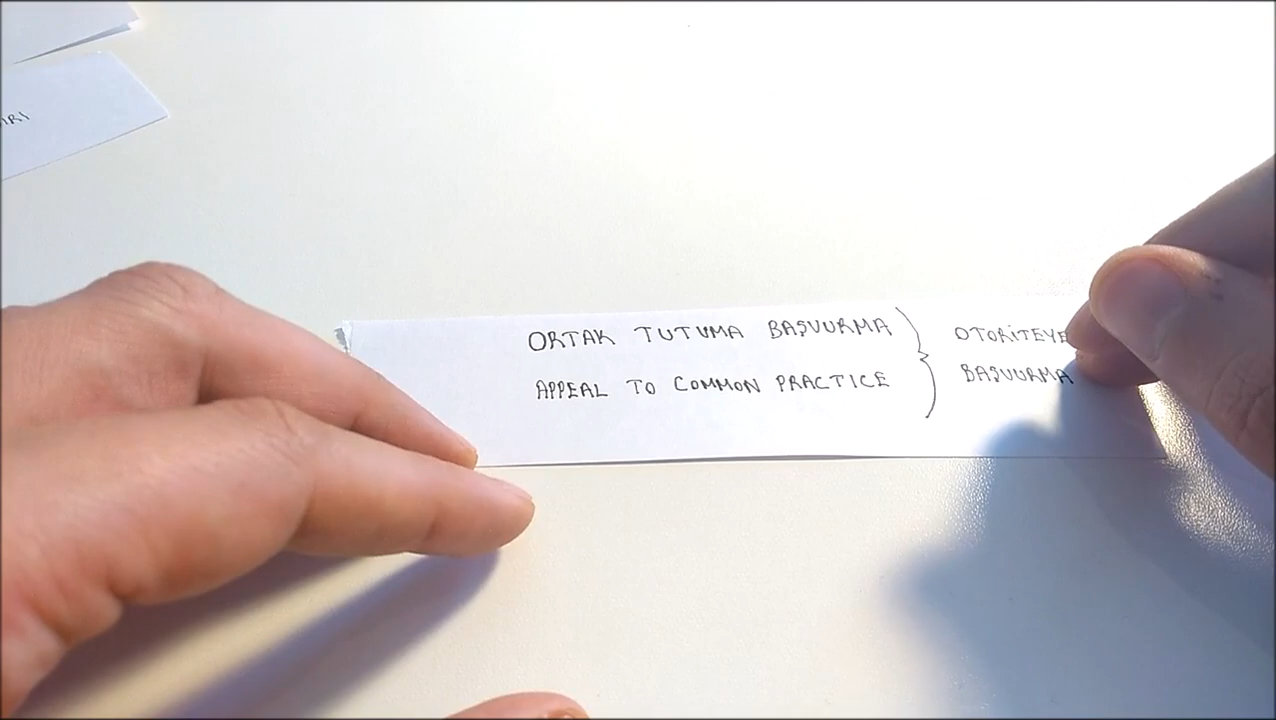 ORTAK TUTUMA BAŞVURMA
APPEAL TO COMMON PRACTICE
OTORİTEYE
BAŞVURMA